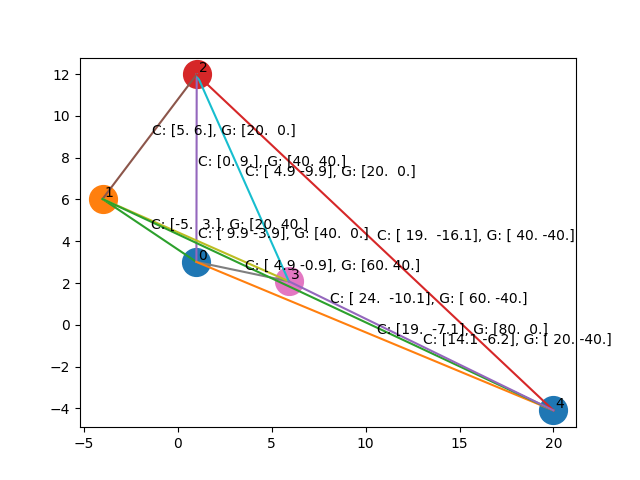 12
2
10
C: [5. 6.], G: [20.  0.]
8
C: [0. 9.], G: [40. 40.]
C: [ 4.9 -9.9], G: [20.  0.]
6
1
C: [-5.  3.], G: [20. 40.]
C: [ 9.9 -3.9], G: [40.  0.]
C: [ 19.  -16.1], G: [ 40. -40.]
4
0
C: [ 4.9 -0.9], G: [60. 40.]
3
2
C: [ 24.  -10.1], G: [ 60. -40.]
0
C: [19.  -7.1], G: [80.  0.]
C: [14.1 -6.2], G: [ 20. -40.]
−2
4
−4
−5 0 5 10 15 20